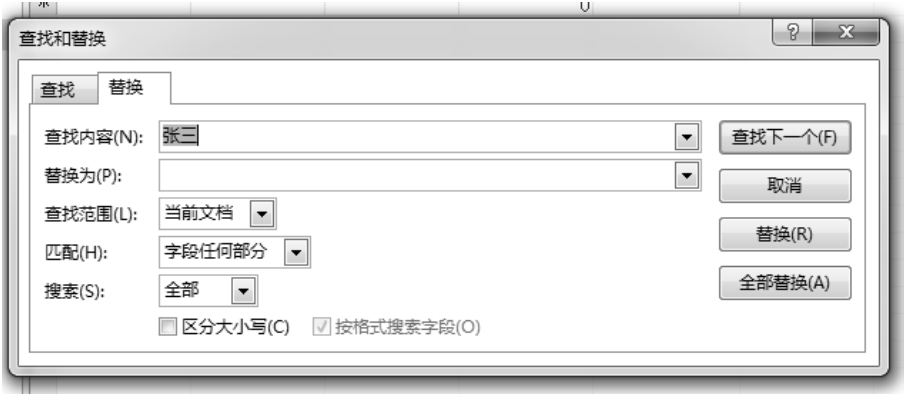 查找和替换
查找 替换
查找内容(N): 张三 查找下一个(F)
替换为(P): 取消
查找范围(L): 当前文档 替换(R)
匹配(H): 字段任何部分
搜索(S): 全部 全部替换(A)
区分大小写(C) 按格式搜索字段(O)